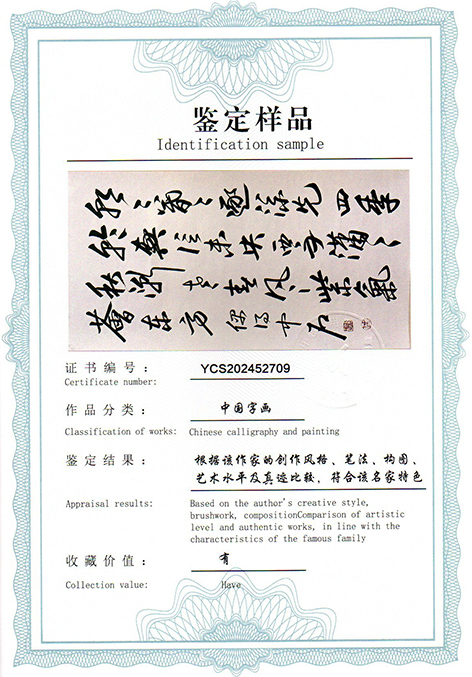 鉴定样品
Identification sample
证书编号：
YCS202452709
Certificate number:
作品分类：
中国字画
Classification of works:
Chinese calligraphy and painting
鉴定结果：
根据该作家的创作风格、笔法、构图、
艺术水平及真迹比较，符合该名家特色
Appraisal results:
Based on the author's creative style,
brushwork, compositionComparison of artistic
level and authentic works, in line with the
characteristics of the famous family
收藏价值：
有
Collection value:
Have